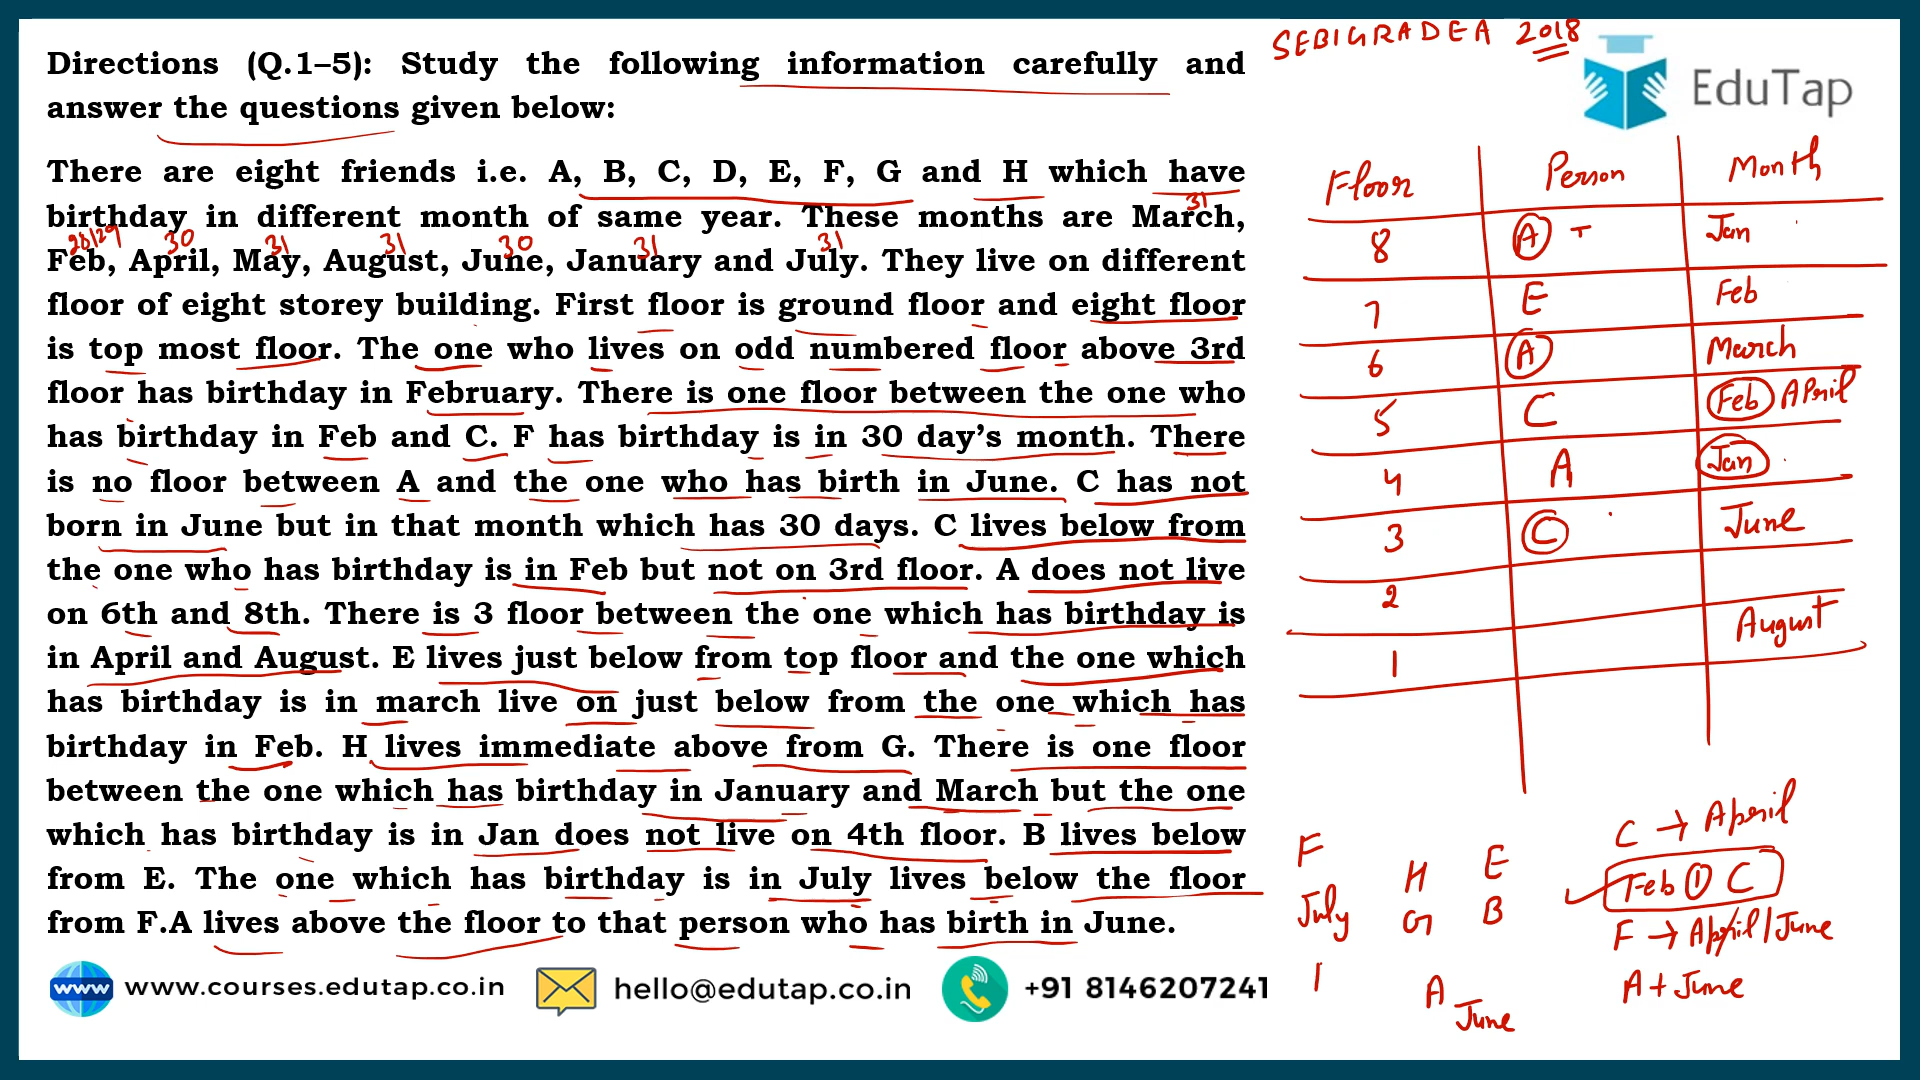 SEBI GRADE A 2018
EduTap
Directions (Q.1–5): Study the following information carefully and
answer the questions given below:
There are eight friends i.e. A, B, C, D, E, F, G and H which have
birthday in different month of same year. These months are March,
31
28/29 30 31 31 30 31 31
Feb, April, May, August, June, January and July. They live on different
floor of eight storey building. First floor is ground floor and eight floor
is top most floor. The one who lives on odd numbered floor above 3rd
floor has birthday in February. There is one floor between the one who
has birthday in Feb and C. F has birthday is in 30 day's month. There
is no floor between A and the one who has birth in June. C has not
born in June but in that month which has 30 days. C lives below from
the one who has birthday is in Feb but not on 3rd floor. A does not live
on 6th and 8th. There is 3 floor between the one which has birthday is
in April and August. E lives just below from top floor and the one which
has birthday is in march live on just below from the one which has
birthday in Feb. H lives immediate above from G. There is one floor
between the one which has birthday in January and March but the one
which has birthday is in Jan does not live on 4th floor. B lives below
from E. The one which has birthday is in July lives below the floor
from F.A lives above the floor to that person who has birth in June.
Floor Person Month
8 A Jan
7 E Feb
6 A March
5 C Feb April
4 A Jan
3 C June
2
1 August
F H E C → April
July G B Feb 1 C
F → April/June
1 A A + June
June
www www.courses.edutap.co.in hello@edutap.co.in +91 8146207241